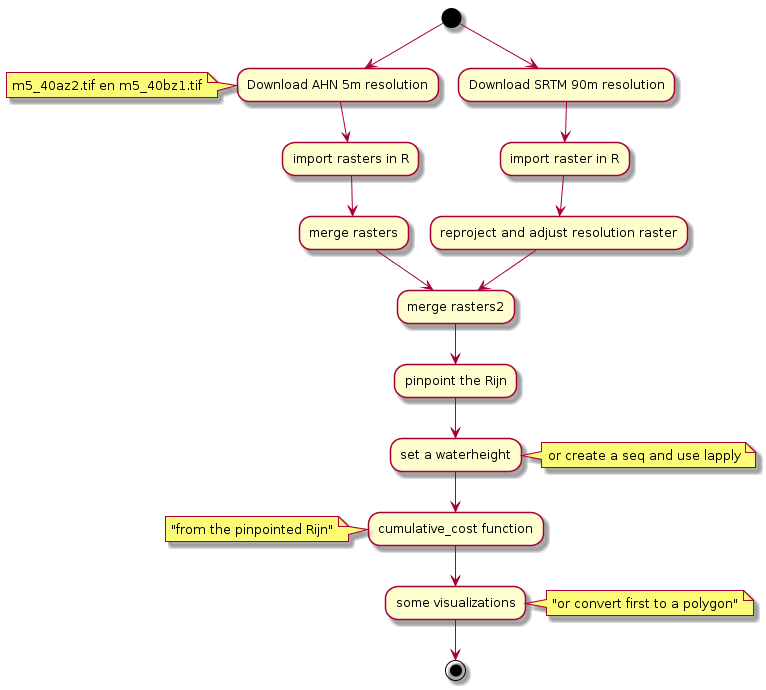 m5_40az2.tif en m5_40bz1.tif
Download AHN 5m resolution
Download SRTM 90m resolution
import rasters in R
import raster in R
merge rasters
reproject and adjust resolution raster
merge rasters2
pinpoint the Rijn
set a waterheight
or create a seq and use lapply
"from the pinpointed Rijn"
cumulative_cost function
some visualizations
"or convert first to a polygon"